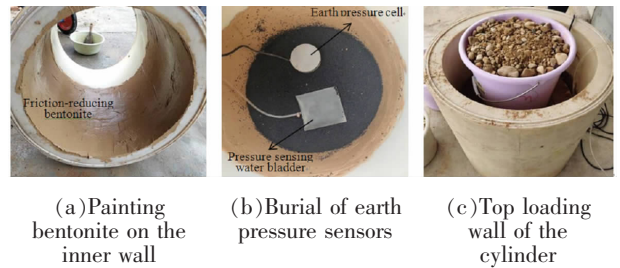 Friction-reducing
bentonite
Earth pressure cell
Pressure sensing
water bladder
(a)Painting
bentonite on the
inner wall
(b)Burial of earth
pressure sensors
(c)Top loading
wall of the
cylinder